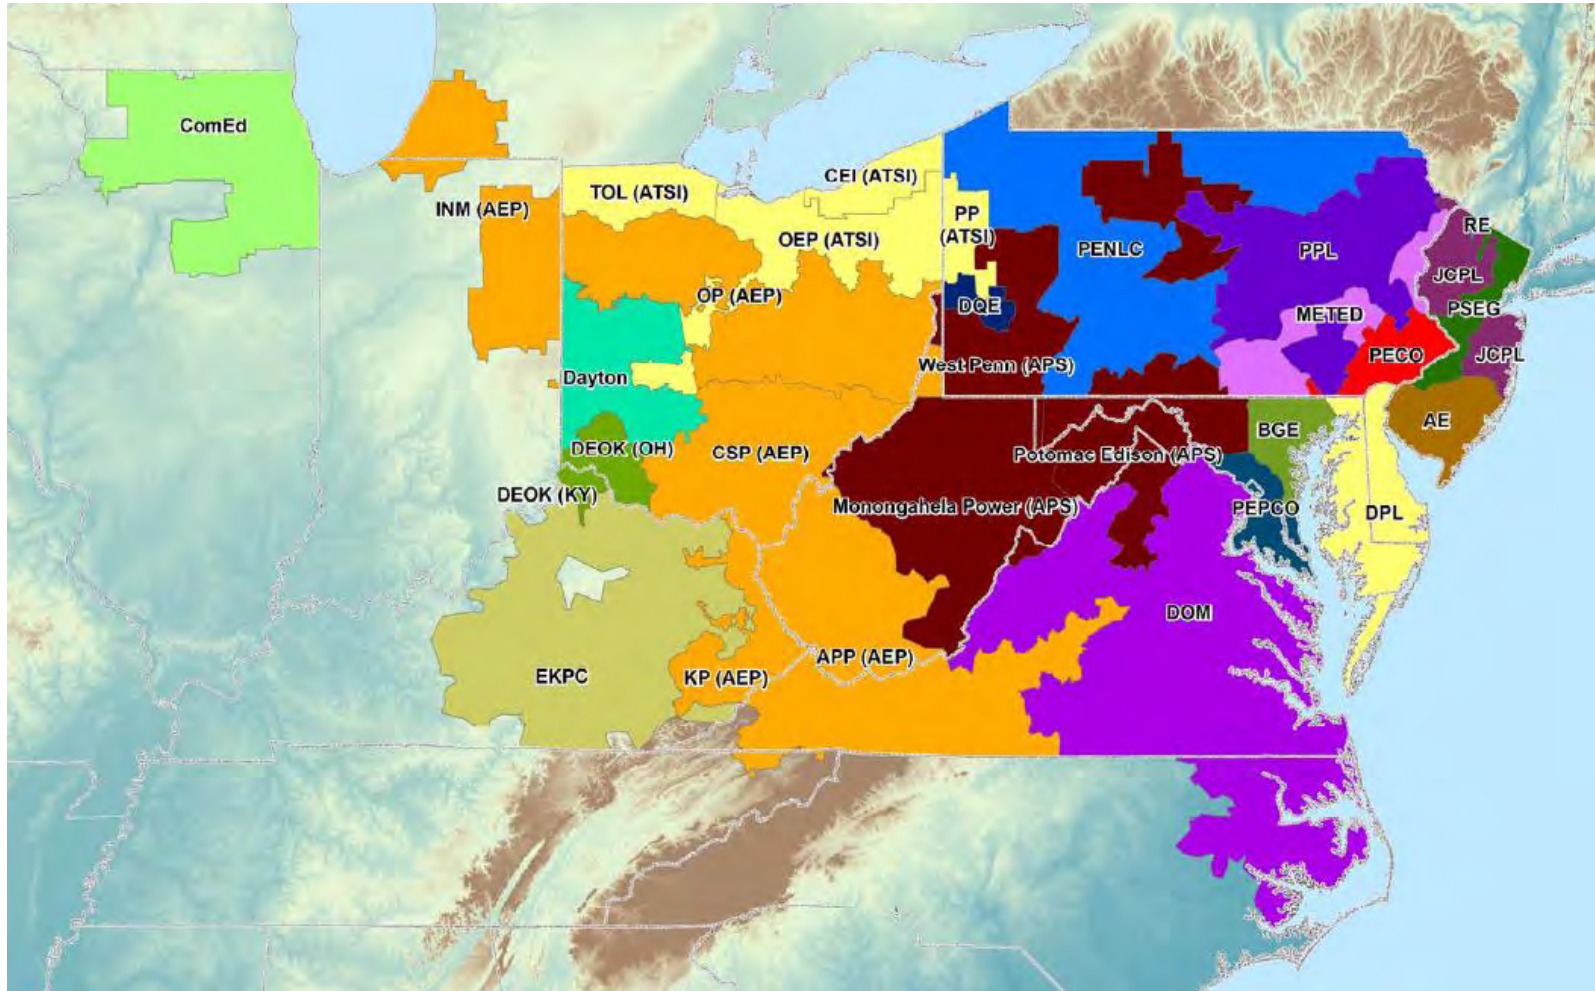 ComEd
INM (AEP)
TOL (ATSI)
CEI (ATSI)
OEP (ATSI)
PP
(ATSI)
PENLC
PPL
RE
JCPL
PSEG
METED
JCPL
PECO
OP (AEP)
DQE
West Penn (APS)
Dayton
AE
BGE
DEOK (OH)
CSP (AEP)
Potomac Edison (APS)
DEOK (KY)
Monongahela Power (APS)
PEPCO
DPL
DOM
EKPC
KP (AEP)
APP (AEP)